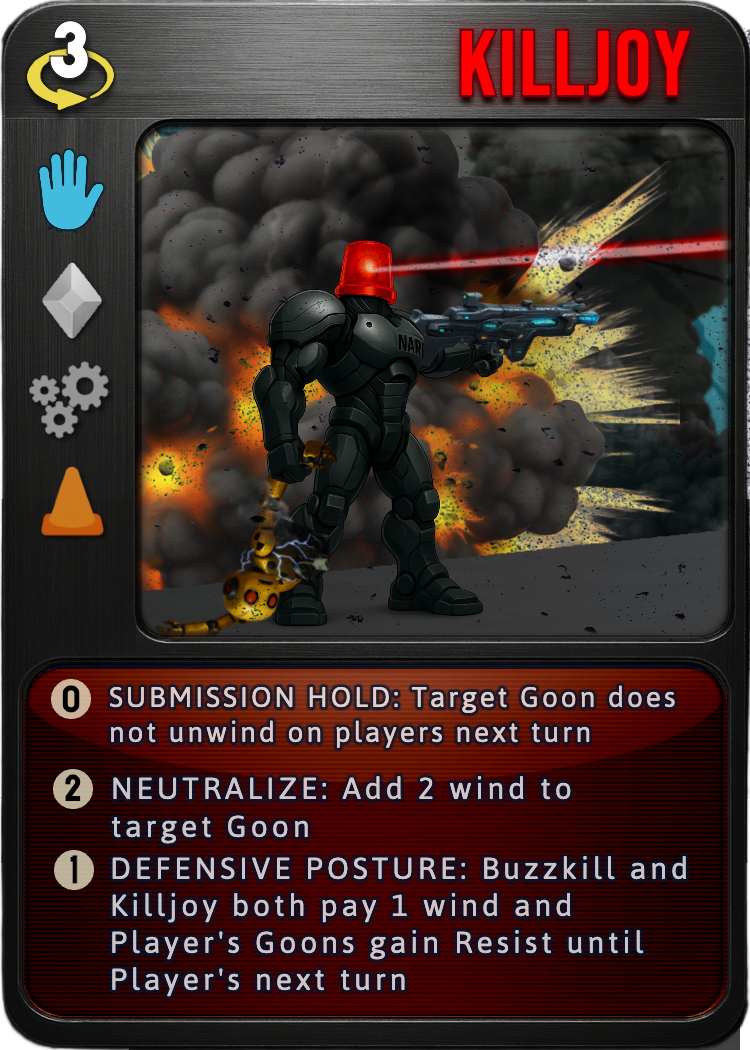 3
KILLJOY
NAR
0 SUBMISSION HOLD: Target Goon does
not unwind on players next turn
2 NEUTRALIZE: Add 2 wind to
target Goon
1 DEFENSIVE POSTURE: Buzzkill and
Killjoy both pay 1 wind and
Player's Goons gain Resist until
Player's next turn